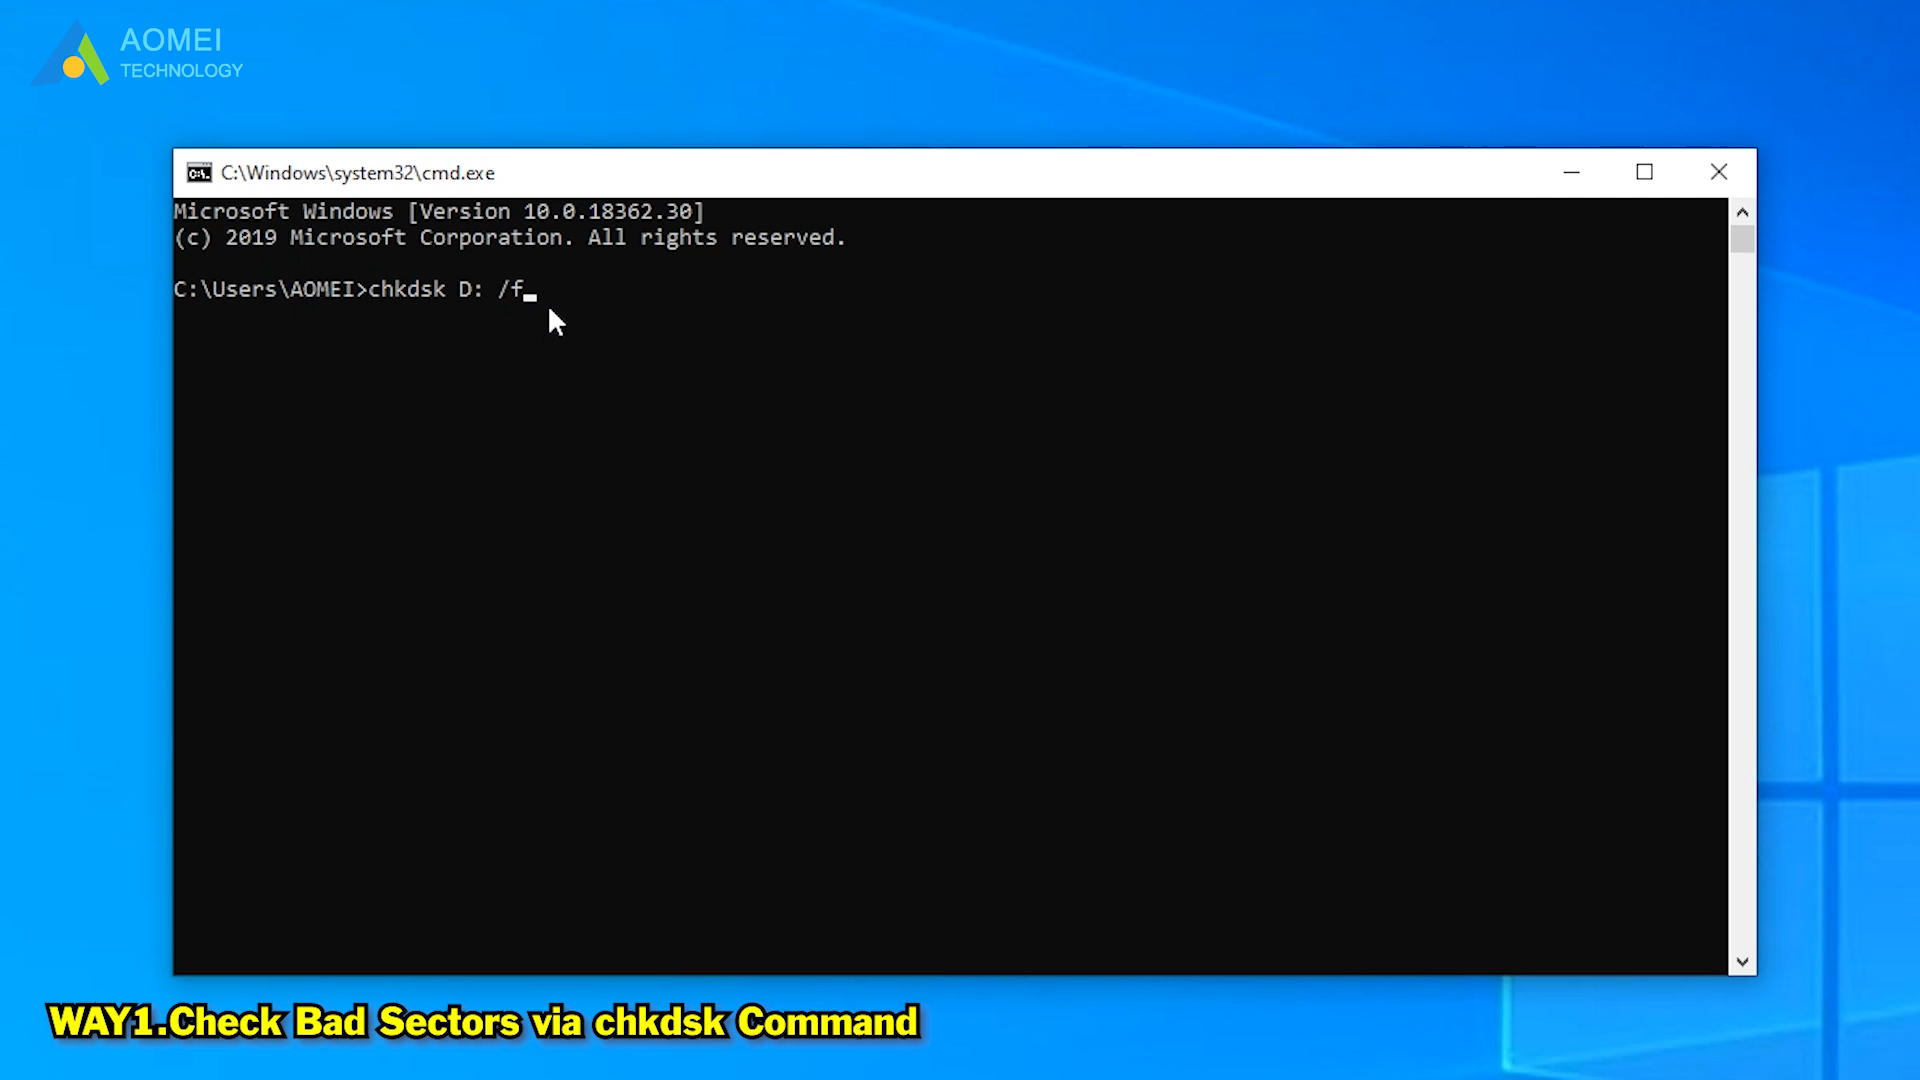 AOMEI
TECHNOLOGY
C:\Windows\system32\cmd.exe
Microsoft Windows [Version 10.0.18362.30]
(c) 2019 Microsoft Corporation. All rights reserved.
C:\Users\AOMEI>chkdsk D: /f_
WAY1.Check Bad Sectors via chkdsk Command